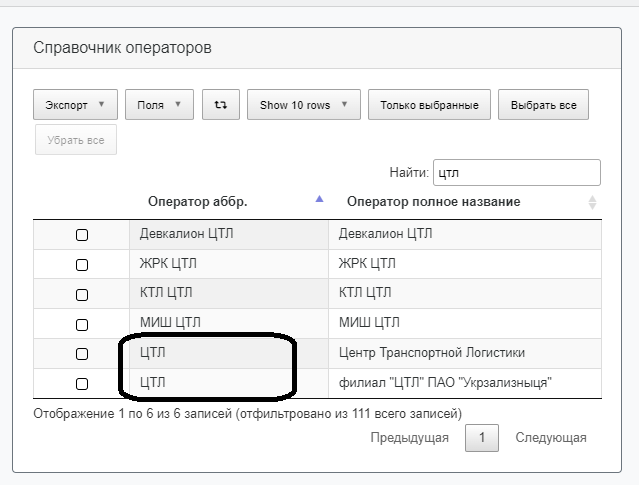 Справочник операторов
Экспорт Поля Show 10 rows Только выбранные Выбрать все
Убрать все
Найти: цтл
Оператор аббр. Оператор полное название
Девкалион ЦТЛ Девкалион ЦТЛ
ЖРК ЦТЛ ЖРК ЦТЛ
КТЛ ЦТЛ КТЛ ЦТЛ
МИШ ЦТЛ МИШ ЦТЛ
ЦТЛ Центр Транспортной Логистики
ЦТЛ филиал "ЦТЛ" ПАО "Укрзализныця"
Отображение 1 по 6 из 6 записей (отфильтровано из 111 всего записей)
Предыдущая 1 Следующая